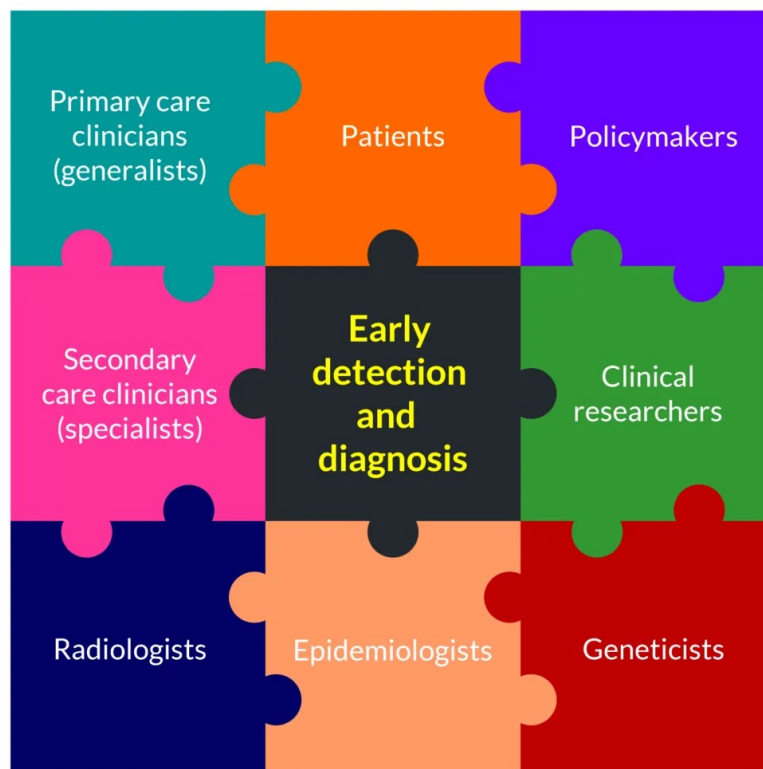 Primary care
clinicians
(generalists)
Patients
Policymakers
Secondary
care clinicians
(specialists)
Early
detection
and
diagnosis
Clinical
researchers
Radiologists
Epidemiologists
Geneticists